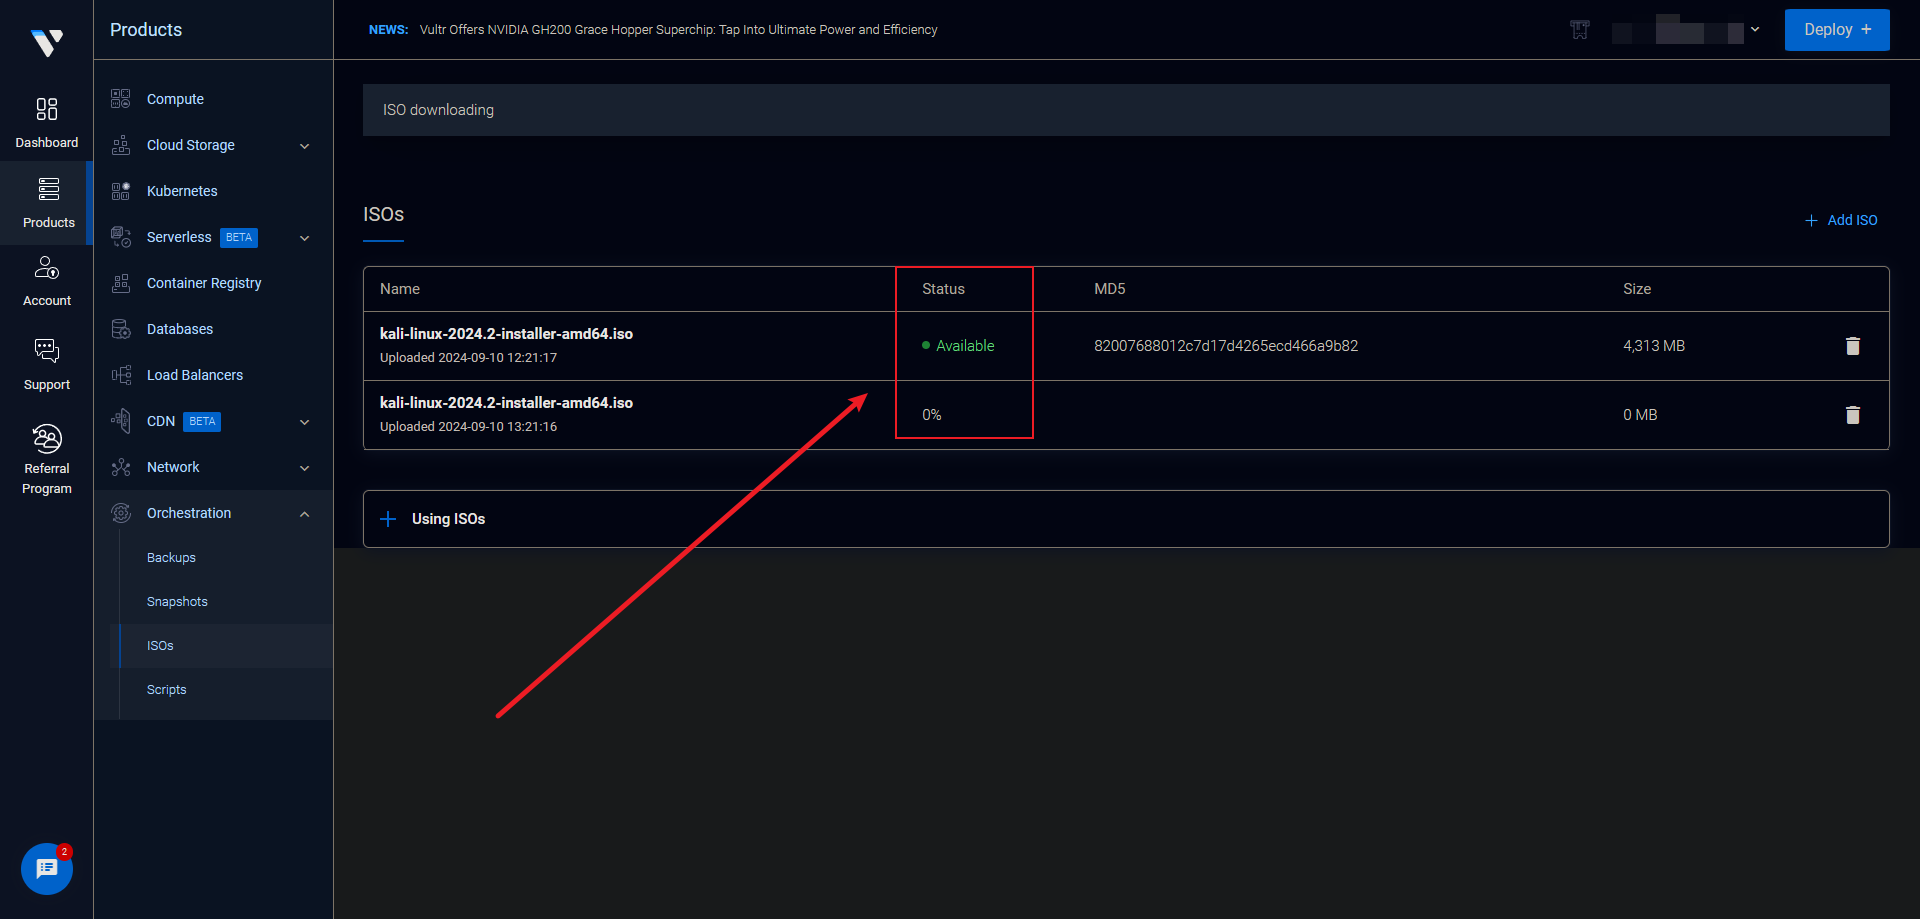 Products
NEWS: Vultr Offers NVIDIA GH200 Grace Hopper Superchip: Tap Into Ultimate Power and Efficiency
Deploy +
Dashboard
Products
Account
Support
Referral
Program
2
Compute
Cloud Storage
Kubernetes
Serverless BETA
Container Registry
Databases
Load Balancers
CDN BETA
Network
Orchestration
Backups
Snapshots
ISOs
Scripts
ISO downloading
ISOs
+ Add ISO
Name Status MD5 Size
kali-linux-2024.2-installer-amd64.iso
Uploaded 2024-09-10 12:21:17
Available 82007688012c7d17d4265ecd466a9b82 4,313 MB
kali-linux-2024.2-installer-amd64.iso
Uploaded 2024-09-10 13:21:16
0% 0 MB
+ Using ISOs